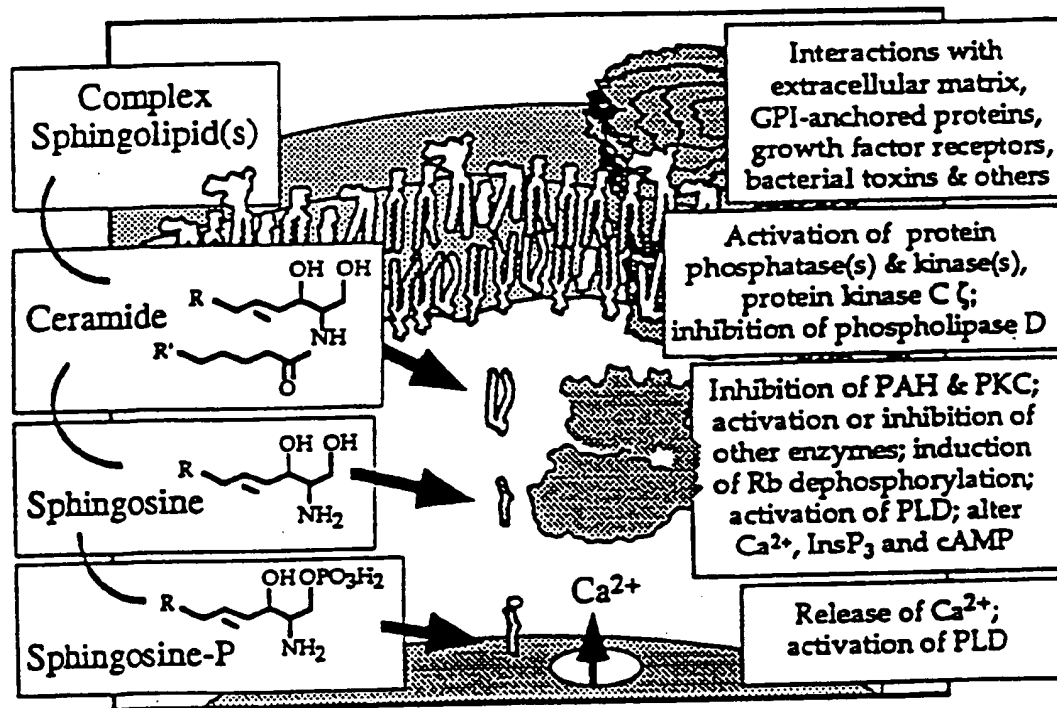 Complex
Sphingolipid(s)
Interactions with
extracellular matrix,
GPI-anchored proteins,
growth factor receptors,
bacterial toxins & others
Ceramide
OH OH
R
NH
R'
O
Activation of protein
phosphatase(s) & kinase(s),
protein kinase C ζ;
inhibition of phospholipase D
Sphingosine
OH OH
R
NH₂
Inhibition of PAH & PKC;
activation or inhibition of
other enzymes; induction
of Rb dephosphorylation;
activation of PLD; alter
Ca²⁺, InsP₃ and cAMP
Sphingosine-P
OH OPO₃H₂
R
NH₂
Ca²⁺
Release of Ca²⁺;
activation of PLD